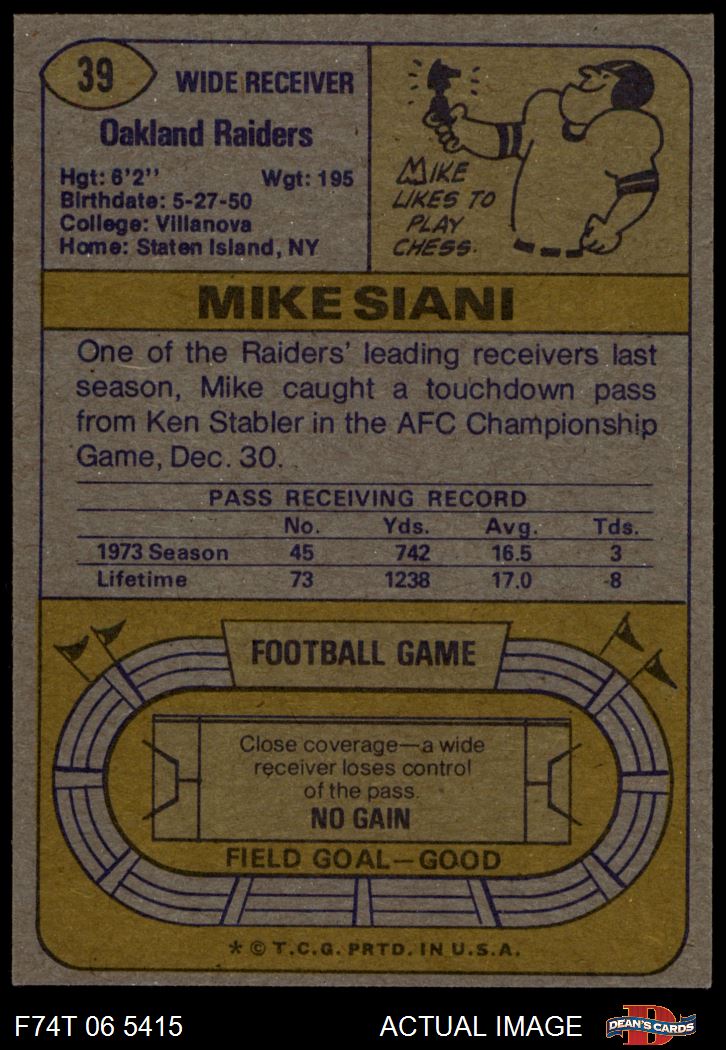 39
WIDE RECEIVER
Oakland Raiders
Hgt: 6'2'' Wgt: 195
Birthdate: 5-27-50
College: Villanova
Home: Staten Island, NY
MIKE
LIKES TO
PLAY
CHESS.
MIKE SIANI
One of the Raiders' leading receivers last
season, Mike caught a touchdown pass
from Ken Stabler in the AFC Championship
Game, Dec. 30.
PASS RECEIVING RECORD
No. Yds. Avg. Tds.
1973 Season 45 742 16.5 3
Lifetime 73 1238 17.0 8
FOOTBALL GAME
Close coverage—a wide
receiver loses control
of the pass.
NO GAIN
FIELD GOAL—GOOD
* © T.C.G. PRTD. IN U.S.A.
F74T 06 5415 ACTUAL IMAGE
D
DEAN'S CARDS